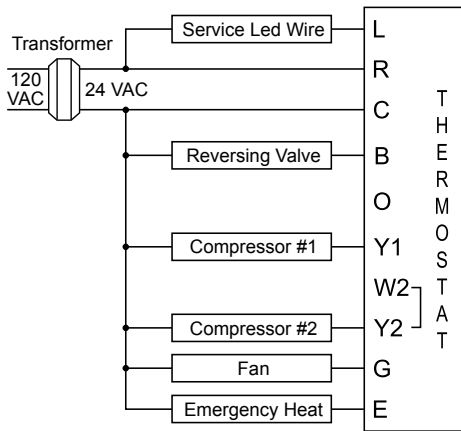 Service Led Wire
L
Transformer
R
120
VAC
24 VAC
C
Reversing Valve
B
O
Compressor #1
Y1
W2
Compressor #2
Y2
Fan
G
Emergency Heat
E
THERMOSTAT